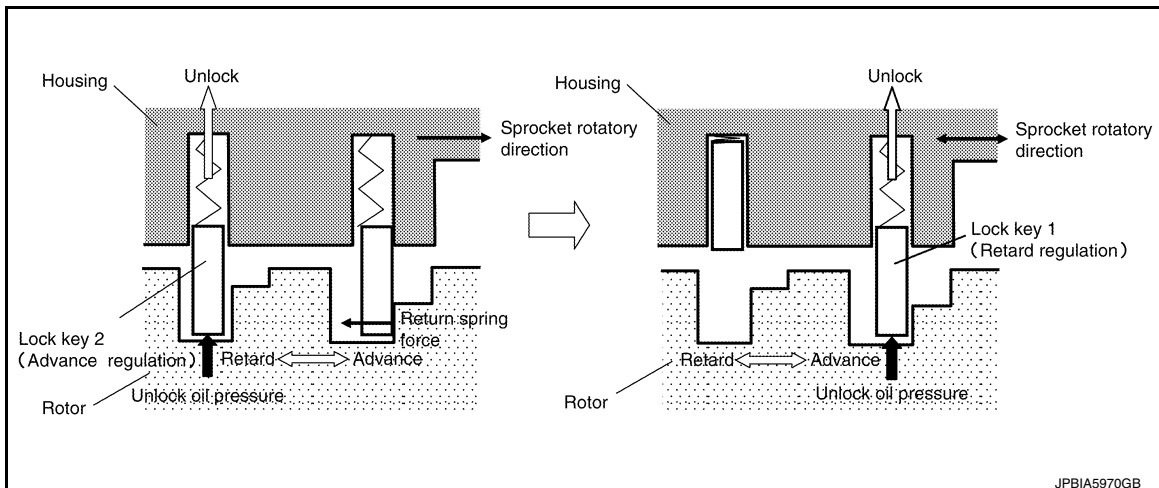 Housing
Unlock
Sprocket rotatory
direction
Lock key 2
（Advance regulation）
Rotor
Return spring
force
Retard
Advance
Unlock oil pressure
Housing
Unlock
Sprocket rotatory
direction
Lock key 1
（Retard regulation）
Retard
Advance
Rotor
Unlock oil pressure
JPBIA5970GB